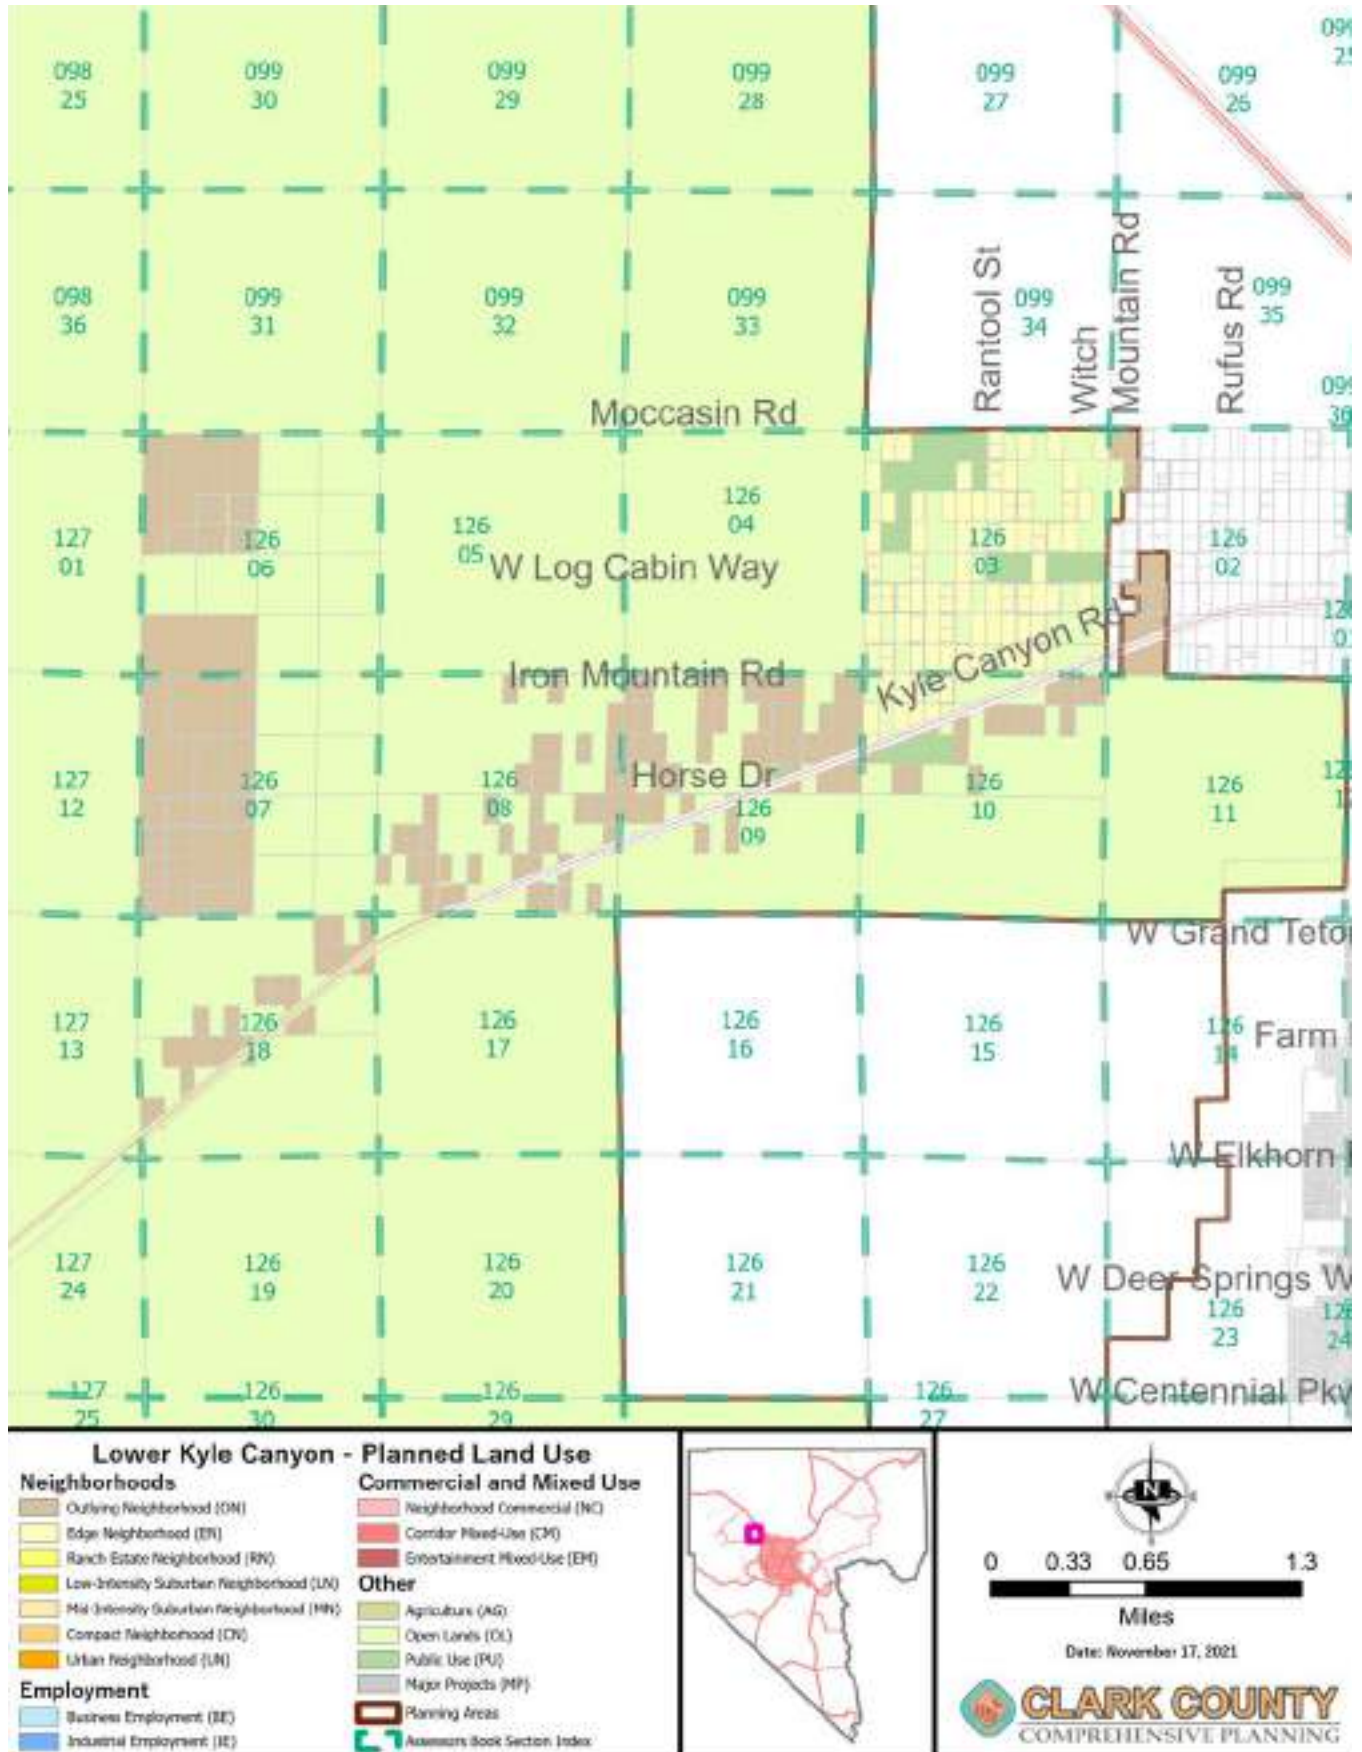 098
25
099
30
099
29
099
28
099
27
099
26
099
25
098
36
099
31
099
32
099
33
Rantool St
099
34
Witch
Mountain Rd
Rufus Rd
099
35
099
36
Moccasin Rd
127
01
126
06
126
05
126
04
126
03
126
02
W Log Cabin Way
Iron Mountain Rd
Kyle Canyon Rd
Horse Dr
127
12
126
07
126
08
126
09
126
10
126
11
W Grand Teton
127
13
126
18
126
17
126
16
126
15
126
14
Farm
W Elkhorn
127
24
126
19
126
20
126
21
126
22
W Deer Springs W
126
23
126
24
W Centennial Pkw
127
25
126
30
126
29
126
27
Lower Kyle Canyon - Planned Land Use
Neighborhoods
Outlying Neighborhood (ON)
Edge Neighborhood (EN)
Ranch Estate Neighborhood (RN)
Low-Intensity Suburban Neighborhood (LN)
Mid-Intensity Suburban Neighborhood (MN)
Compact Neighborhood (CN)
Urban Neighborhood (UN)
Employment
Business Employment (BE)
Industrial Employment (IE)
Commercial and Mixed Use
Neighborhood Commercial (NC)
Corridor Mixed-Use (CM)
Entertainment Mixed-Use (EM)
Other
Agriculture (AG)
Open Lands (OL)
Public Use (PU)
Major Projects (MP)
Planning Areas
Assessors Book Section Index
N
0 0.33 0.65 1.3
Miles
Date: November 17, 2021
CLARK COUNTY
COMPREHENSIVE PLANNING